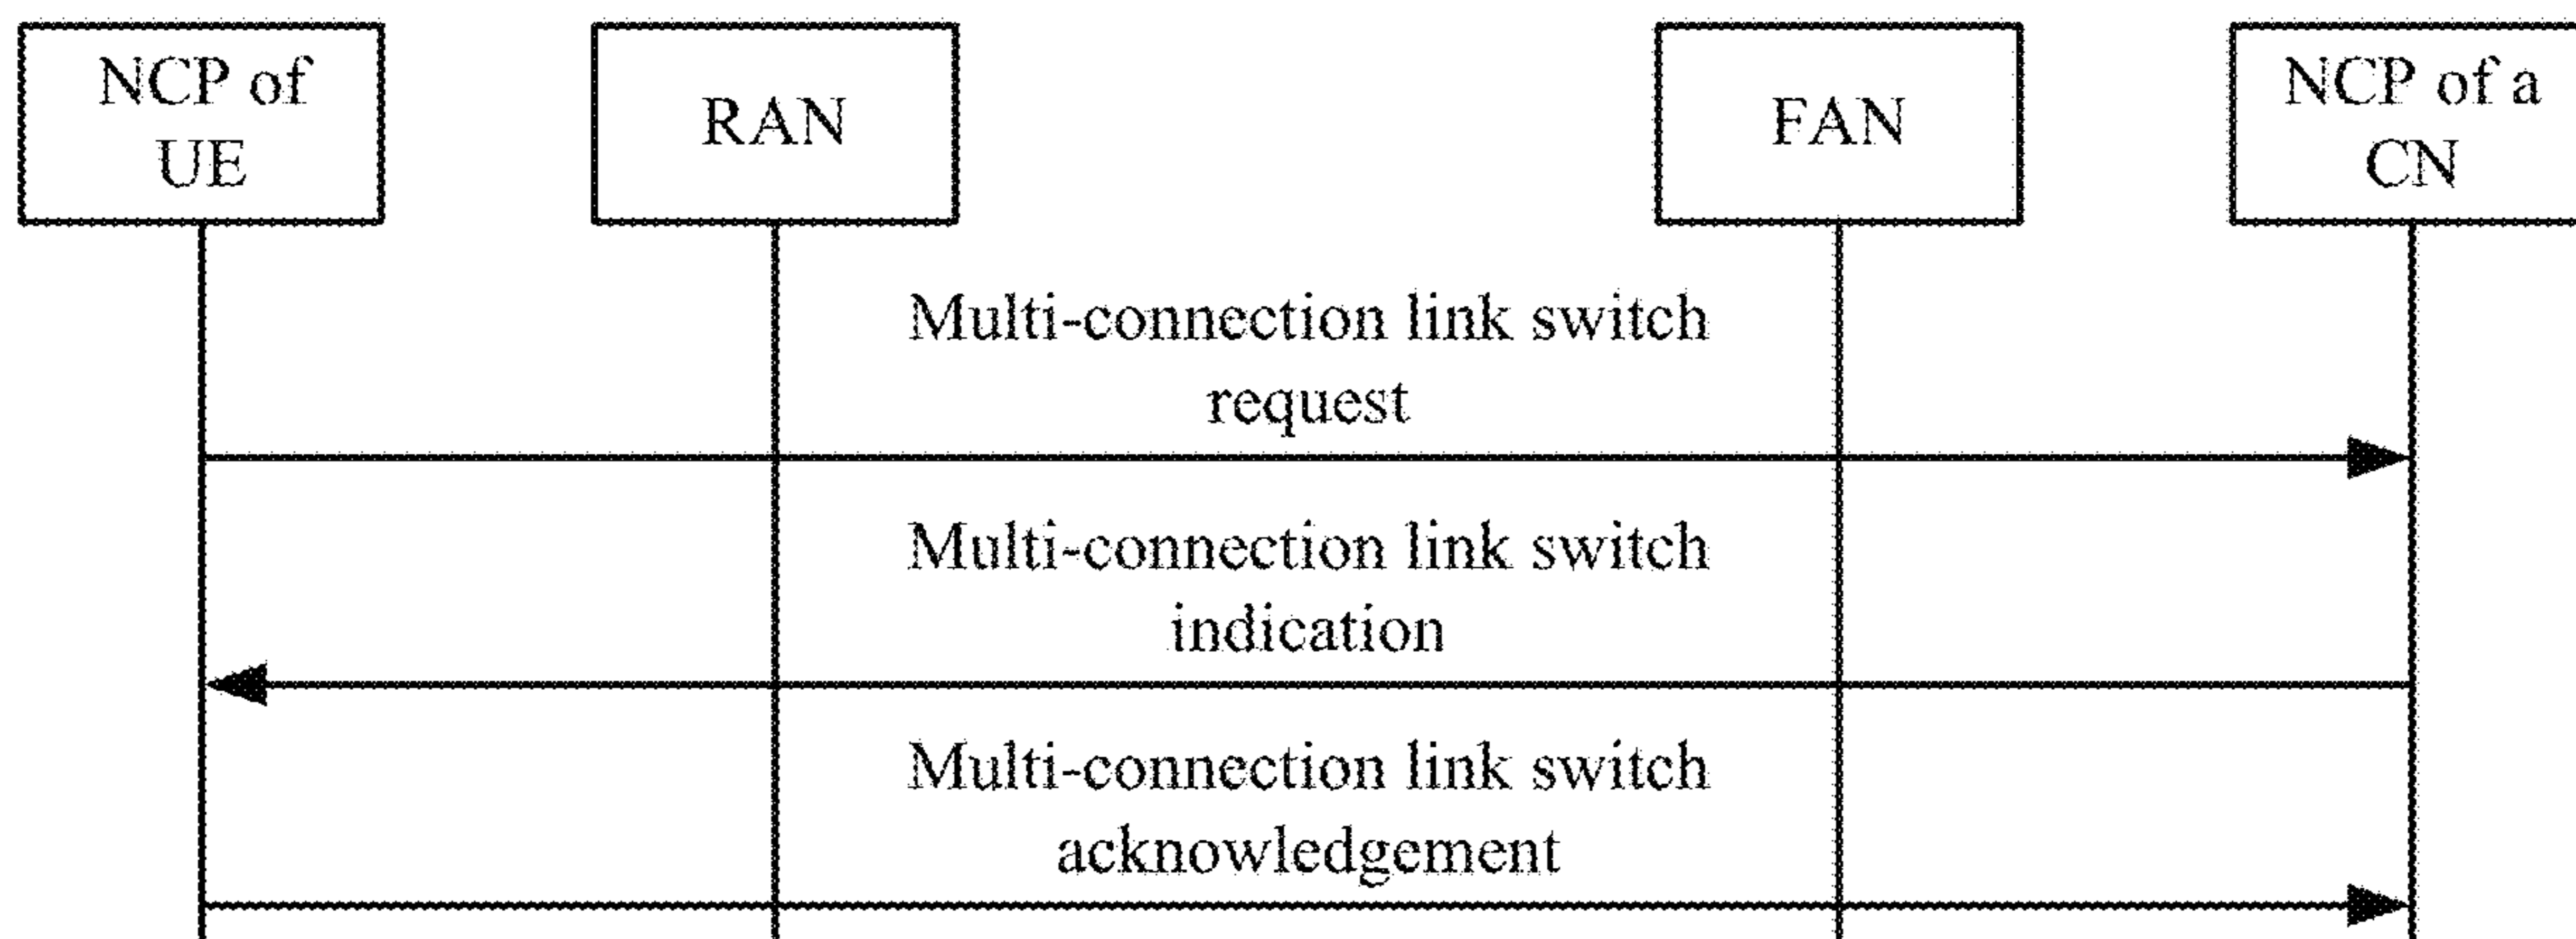 NCP of
UE
RAN
FAN
NCP of a
CN
Multi-connection link switch
request
Multi-connection link switch
indication
Multi-connection link switch
acknowledgement